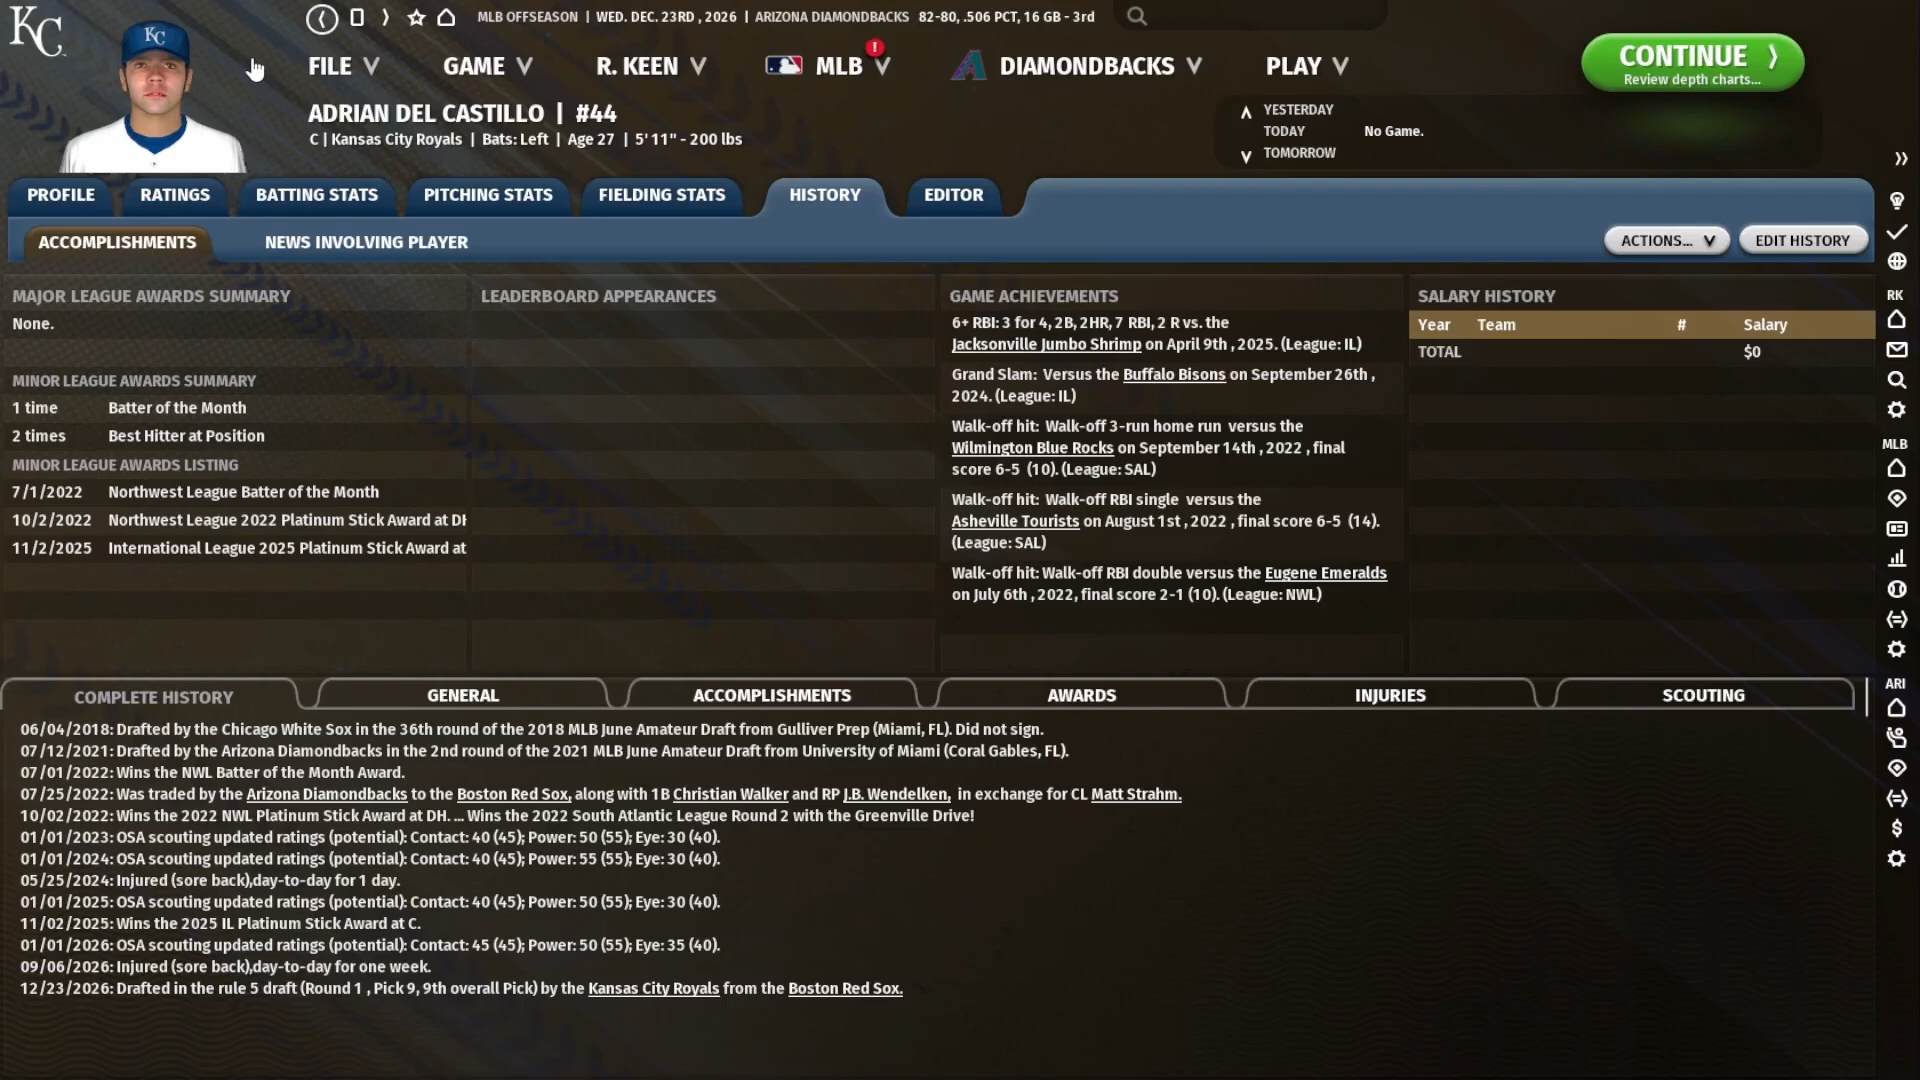 KC
MLB OFFSEASON | WED. DEC. 23RD , 2026 | ARIZONA DIAMONDBACKS 82-80, .506 PCT, 16 GB - 3rd
FILE GAME R. KEEN MLB ! DIAMONDBACKS PLAY
CONTINUE
Review depth charts...
ADRIAN DEL CASTILLO | #44
C | Kansas City Royals | Bats: Left | Age 27 | 5' 11" - 200 lbs
YESTERDAY
TODAY No Game.
TOMORROW
PROFILE RATINGS BATTING STATS PITCHING STATS FIELDING STATS HISTORY EDITOR
ACCOMPLISHMENTS NEWS INVOLVING PLAYER ACTIONS... EDIT HISTORY
MAJOR LEAGUE AWARDS SUMMARY
None.
MINOR LEAGUE AWARDS SUMMARY
1 time Batter of the Month
2 times Best Hitter at Position
MINOR LEAGUE AWARDS LISTING
7/1/2022 Northwest League Batter of the Month
10/2/2022 Northwest League 2022 Platinum Stick Award at DH
11/2/2025 International League 2025 Platinum Stick Award at
LEADERBOARD APPEARANCES
GAME ACHIEVEMENTS
6+ RBI: 3 for 4, 2B, 2HR, 7 RBI, 2 R vs. the
Jacksonville Jumbo Shrimp on April 9th , 2025. (League: IL)
Grand Slam: Versus the Buffalo Bisons on September 26th ,
2024. (League: IL)
Walk-off hit: Walk-off 3-run home run versus the
Wilmington Blue Rocks on September 14th , 2022 , final
score 6-5 (10). (League: SAL)
Walk-off hit: Walk-off RBI single versus the
Asheville Tourists on August 1st , 2022 , final score 6-5 (14).
(League: SAL)
Walk-off hit: Walk-off RBI double versus the Eugene Emeralds
on July 6th , 2022, final score 2-1 (10). (League: NWL)
SALARY HISTORY
Year Team # Salary
TOTAL $0
RK
MLB
ARI
COMPLETE HISTORY GENERAL ACCOMPLISHMENTS AWARDS INJURIES SCOUTING
06/04/2018: Drafted by the Chicago White Sox in the 36th round of the 2018 MLB June Amateur Draft from Gulliver Prep (Miami, FL). Did not sign.
07/12/2021: Drafted by the Arizona Diamondbacks in the 2nd round of the 2021 MLB June Amateur Draft from University of Miami (Coral Gables, FL).
07/01/2022: Wins the NWL Batter of the Month Award.
07/25/2022: Was traded by the Arizona Diamondbacks to the Boston Red Sox, along with 1B Christian Walker and RP J.B. Wendelken, in exchange for CL Matt Strahm.
10/02/2022: Wins the 2022 NWL Platinum Stick Award at DH. ... Wins the 2022 South Atlantic League Round 2 with the Greenville Drive!
01/01/2023: OSA scouting updated ratings (potential): Contact: 40 (45); Power: 50 (55); Eye: 30 (40).
01/01/2024: OSA scouting updated ratings (potential): Contact: 40 (45); Power: 55 (55); Eye: 30 (40).
05/25/2024: Injured (sore back),day-to-day for 1 day.
01/01/2025: OSA scouting updated ratings (potential): Contact: 40 (45); Power: 50 (55); Eye: 30 (40).
11/02/2025: Wins the 2025 IL Platinum Stick Award at C.
01/01/2026: OSA scouting updated ratings (potential): Contact: 45 (45); Power: 50 (55); Eye: 35 (40).
09/06/2026: Injured (sore back),day-to-day for one week.
12/23/2026: Drafted in the rule 5 draft (Round 1 , Pick 9, 9th overall Pick) by the Kansas City Royals from the Boston Red Sox.